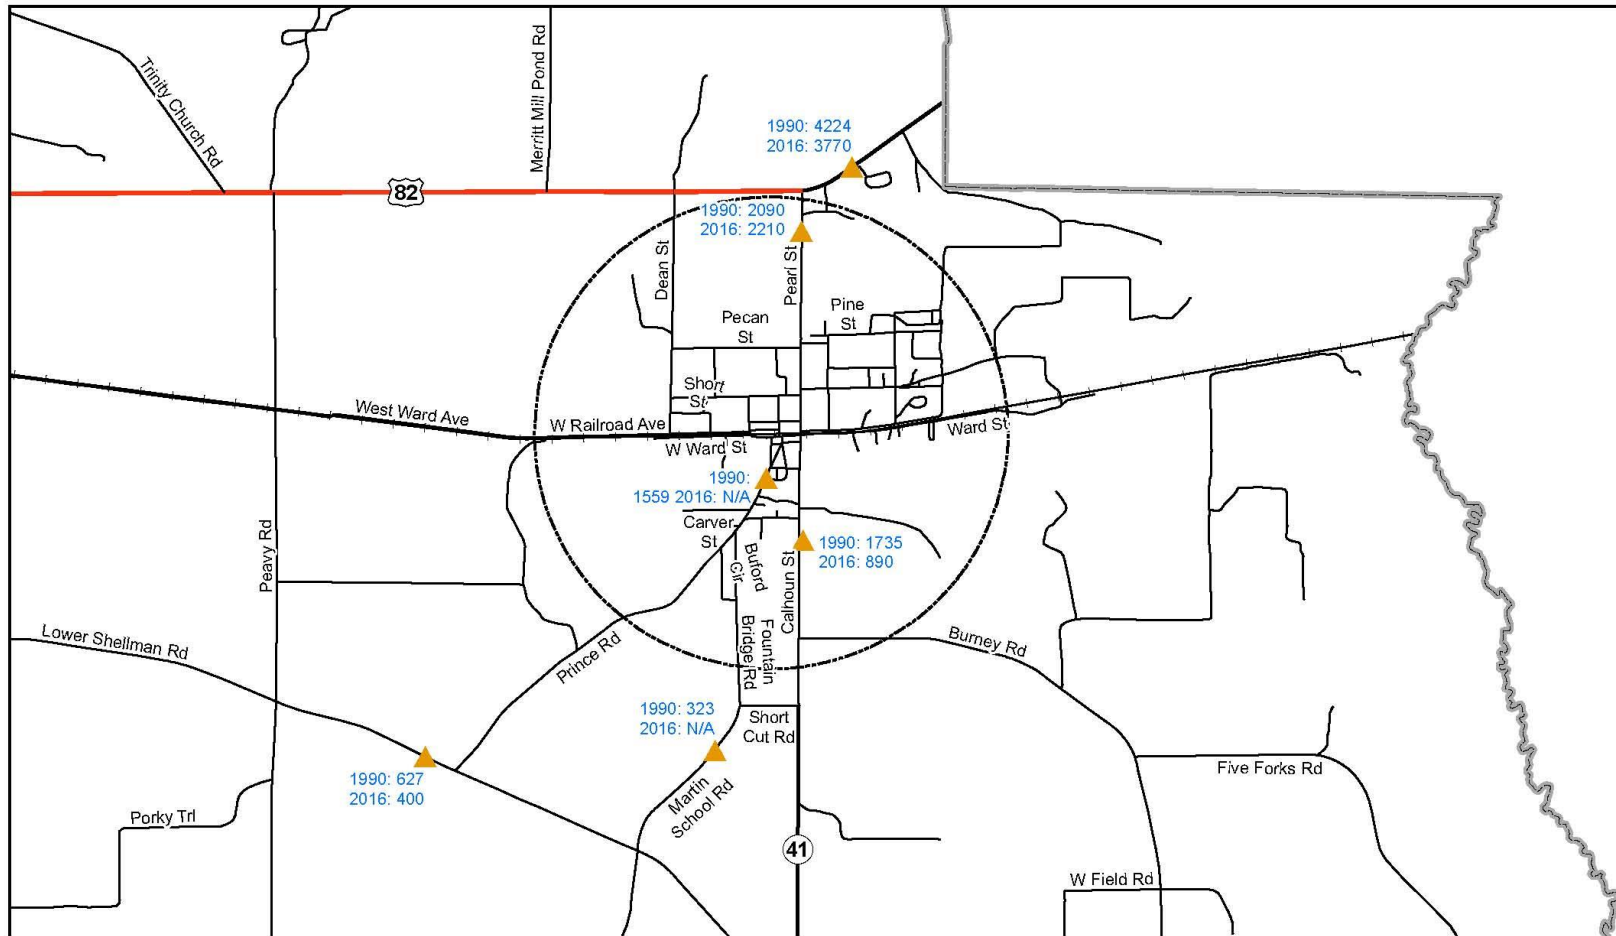 Trinity Church Rd
Merritt Mill Pond Rd
1990: 4224
2016: 3770
82
1990: 2090
2016: 2210
Dean St
Pearl St
Pecan
St
Pine
St
Short
St
West Ward Ave
W Railroad Ave
W Ward St
Ward St
1990:
1559 2016: N/A
Carver
St
Buford
Cir
Calhoun St
1990: 1735
2016: 890
Peavy Rd
Lower Shellman Rd
Prince Rd
Fountain
Bridge Rd
Burney Rd
1990: 323
2016: N/A
Short
Cut Rd
1990: 627
2016: 400
Martin
School Rd
Five Forks Rd
Porky Trl
41
W Field Rd